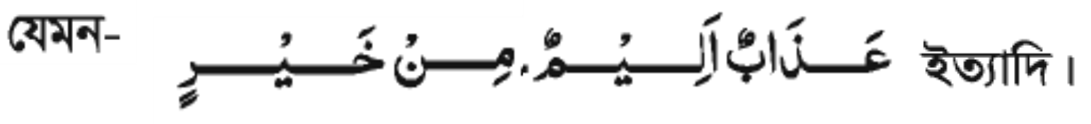 যেমন- عَذَابٌ اَلِيْمٌ. مِنْ خَيْرٍ ইত্যাদি।